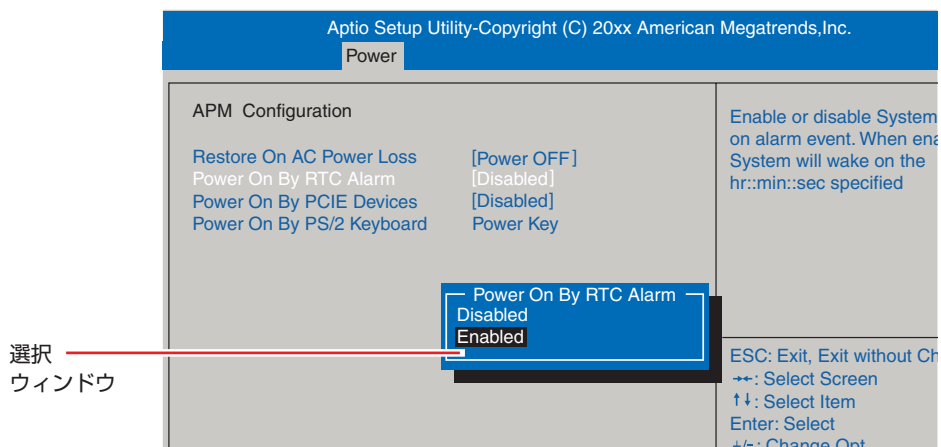 Aptio Setup Utility-Copyright (C) 20xx American Megatrends,Inc.
Power
APM Configuration
Restore On AC Power Loss [Power OFF]
Power On By RTC Alarm [Disabled]
Power On By PCIE Devices [Disabled]
Power On By PS/2 Keyboard Power Key
Enable or disable System
on alarm event. When ena
System will wake on the
hr::min::sec specified
Power On By RTC Alarm
Disabled
Enabled
選択
ウィンドウ
ESC: Exit, Exit without Ch
→←: Select Screen
↑↓: Select Item
Enter: Select
+/-: Change Opt